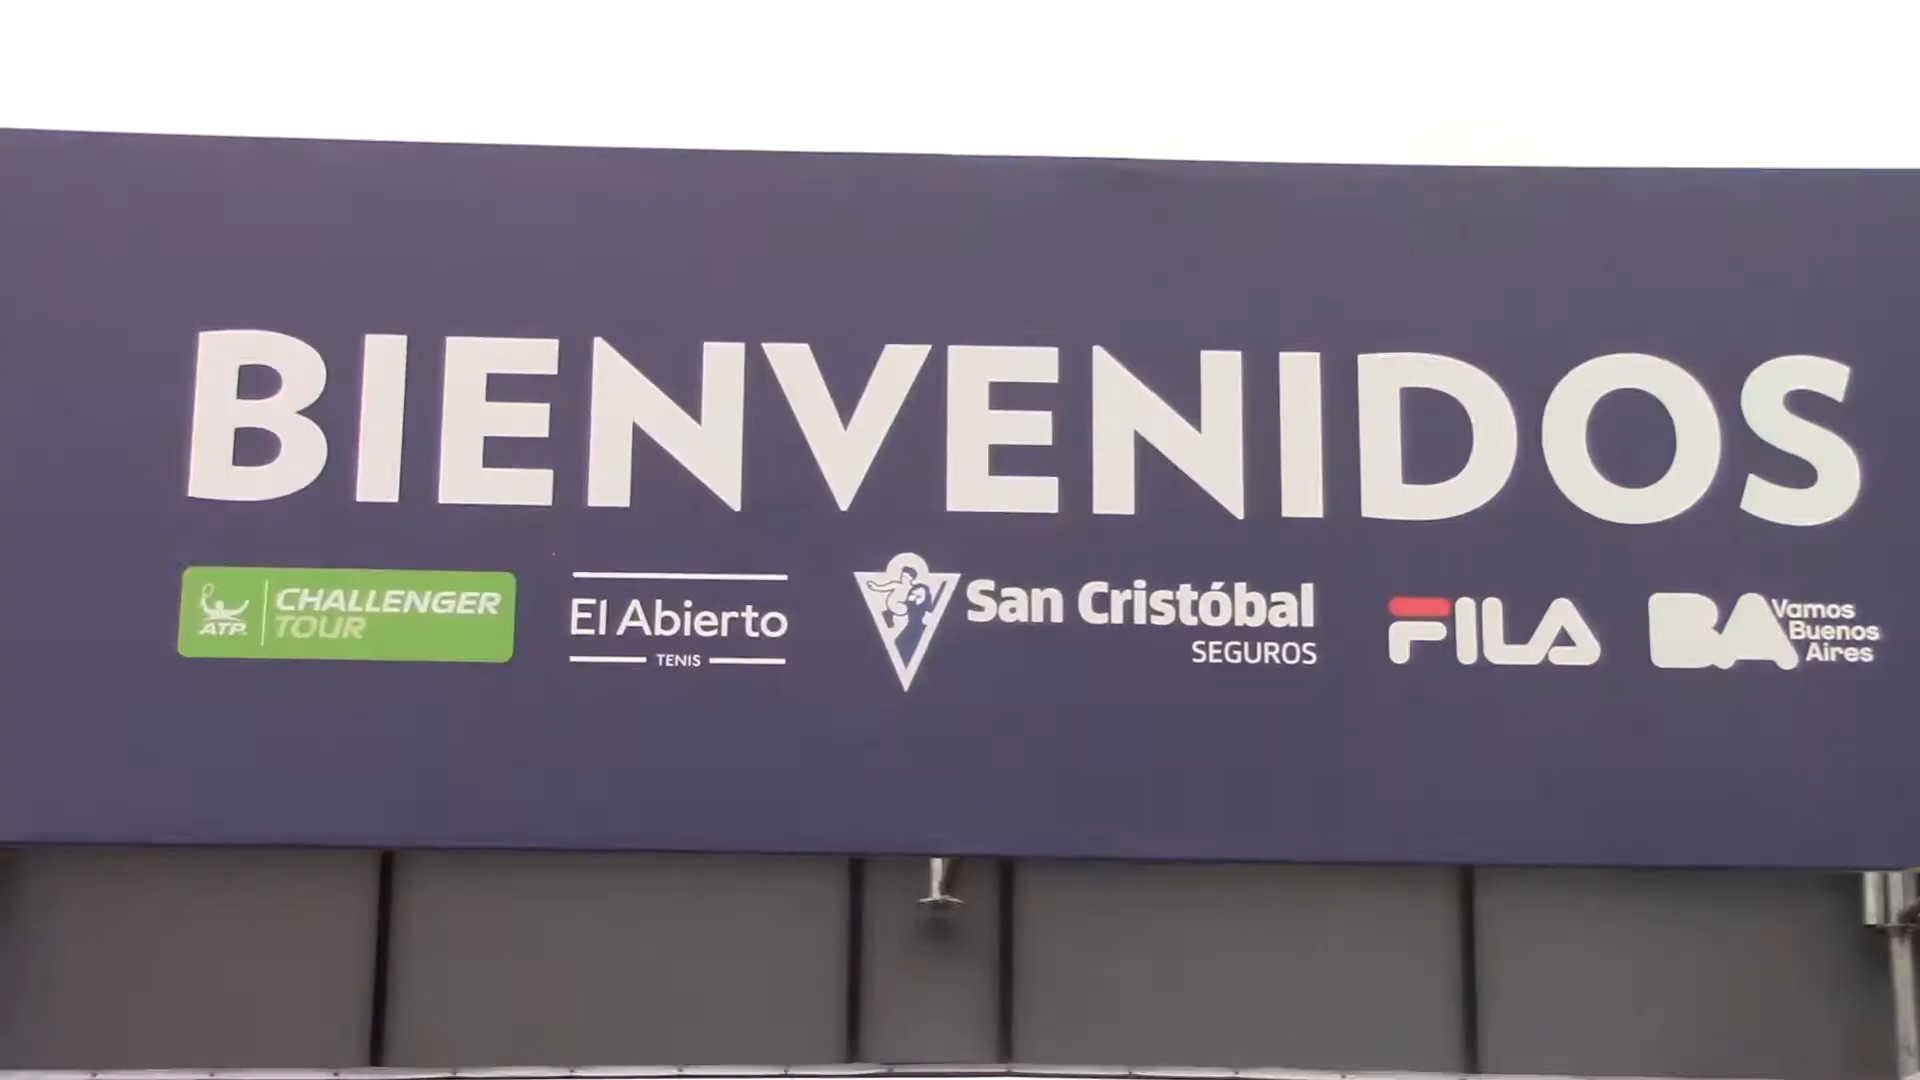 BIENVENIDOS
ATP CHALLENGER
TOUR
El Abierto
TENIS
San Cristóbal
SEGUROS
FILA
BA Vamos
Buenos
Aires